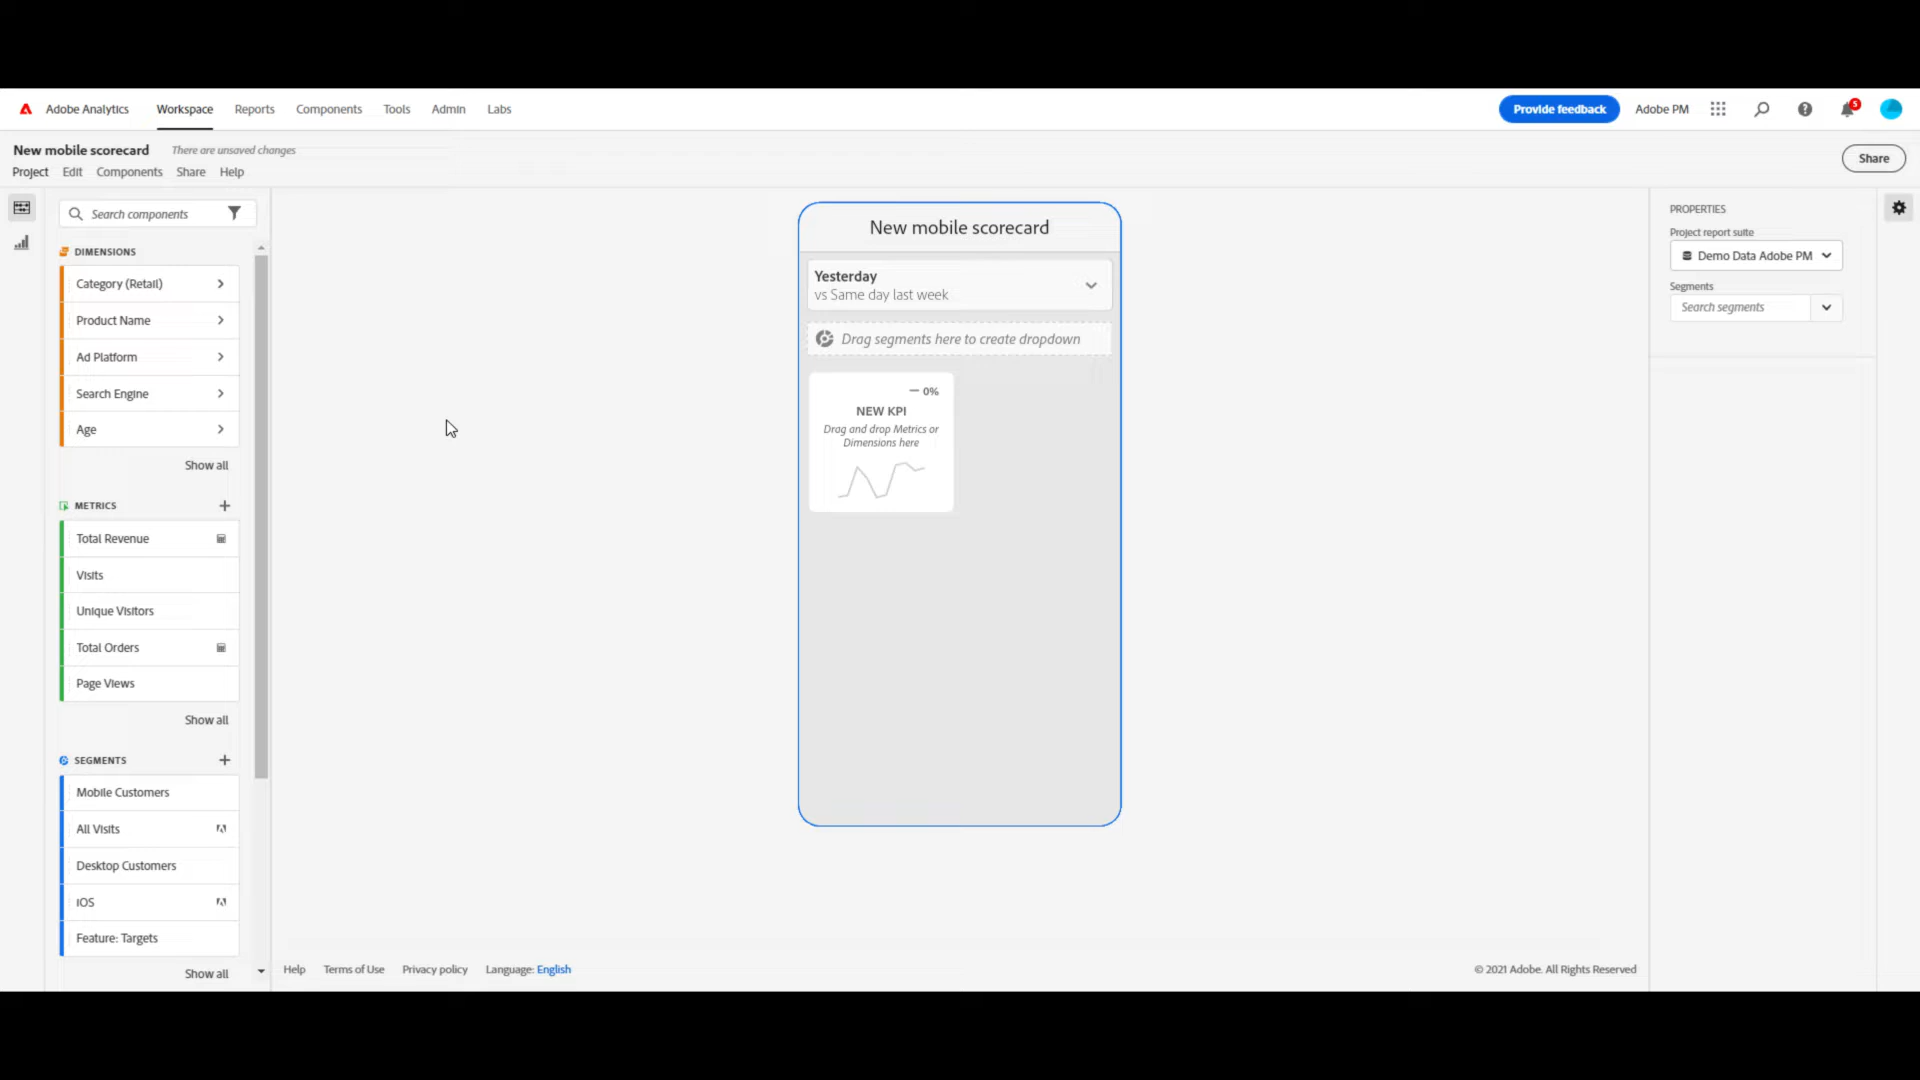 Adobe Analytics Workspace Reports Components Tools Admin Labs Provide feedback Adobe PM 5
New mobile scorecard There are unsaved changes
Project Edit Components Share Help
Share
Search components
DIMENSIONS
Category (Retail)
Product Name
Ad Platform
Search Engine
Age
Show all
METRICS
Total Revenue
Visits
Unique Visitors
Total Orders
Page Views
Show all
SEGMENTS
Mobile Customers
All Visits
Desktop Customers
iOS
Feature: Targets
Show all
New mobile scorecard
Yesterday
vs Same day last week
Drag segments here to create dropdown
0%
NEW KPI
Drag and drop Metrics or
Dimensions here
PROPERTIES
Project report suite
Demo Data Adobe PM
Segments
Search segments
Help Terms of Use Privacy policy Language: English © 2021 Adobe. All Rights Reserved